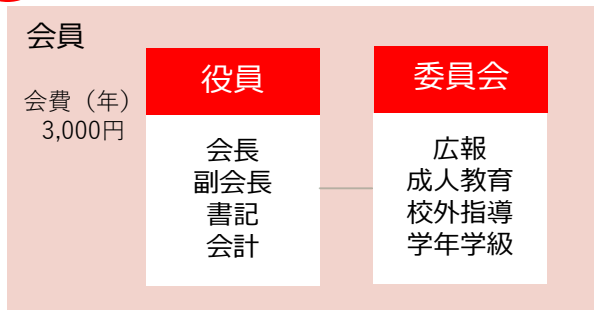 会員
会費（年）
3,000円
役員
会長
副会長
書記
会計
委員会
広報
成人教育
校外指導
学年学級